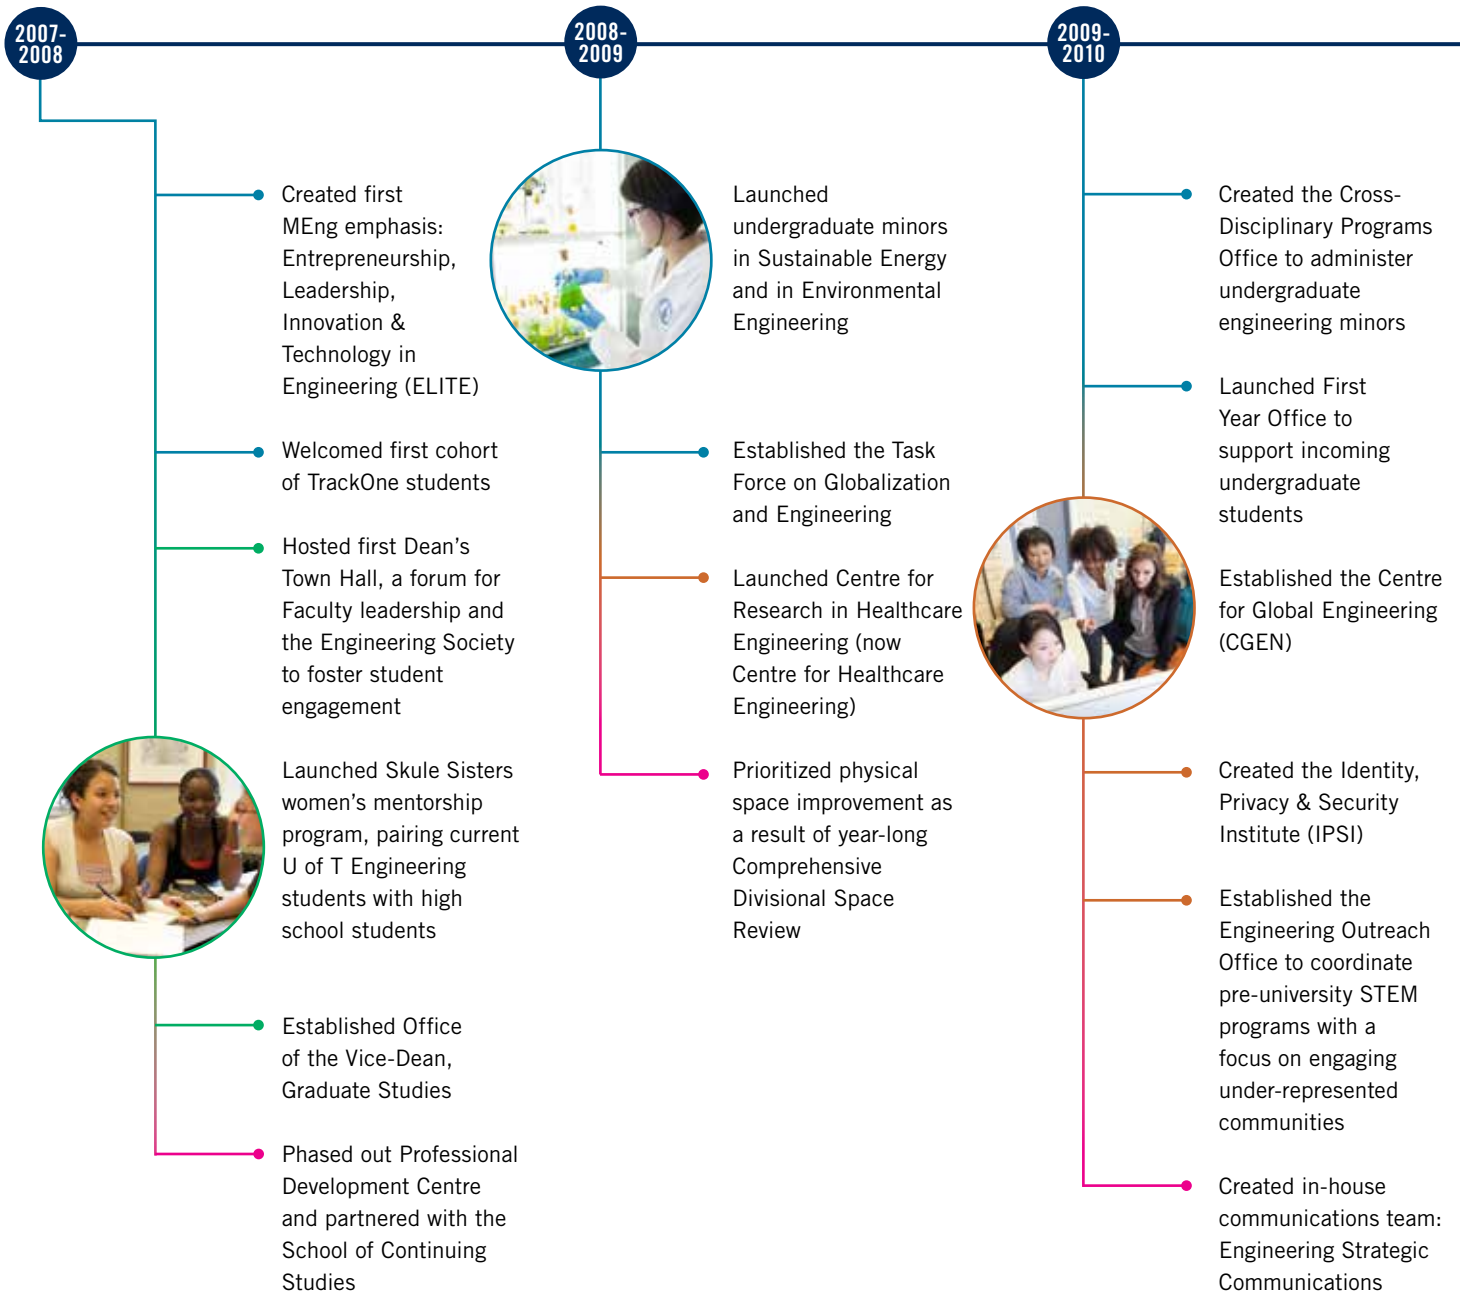 2007-
2008
Created first
MEng emphasis:
Entrepreneurship,
Leadership,
Innovation &
Technology in
Engineering (ELITE)
Welcomed first cohort
of TrackOne students
Hosted first Dean’s
Town Hall, a forum for
Faculty leadership and
the Engineering Society
to foster student
engagement
Launched Skule Sisters
women’s mentorship
program, pairing current
U of T Engineering
students with high
school students
Established Office
of the Vice-Dean,
Graduate Studies
Phased out Professional
Development Centre
and partnered with the
School of Continuing
Studies
2008-
2009
Launched
undergraduate minors
in Sustainable Energy
and in Environmental
Engineering
Established the Task
Force on Globalization
and Engineering
Launched Centre for
Research in Healthcare
Engineering (now
Centre for Healthcare
Engineering)
Prioritized physical
space improvement as
a result of year-long
Comprehensive
Divisional Space
Review
2009-
2010
Created the Cross-
Disciplinary Programs
Office to administer
undergraduate
engineering minors
Launched First
Year Office to
support incoming
undergraduate
students
Established the Centre
for Global Engineering
(CGEN)
Created the Identity,
Privacy & Security
Institute (IPSI)
Established the
Engineering Outreach
Office to coordinate
pre-university STEM
programs with a
focus on engaging
under-represented
communities
Created in-house
communications team:
Engineering Strategic
Communications